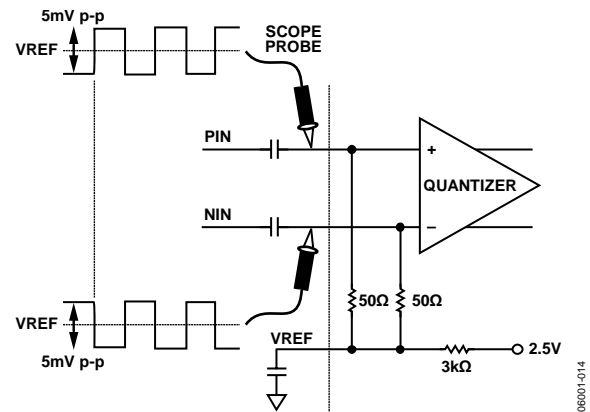 5mV p-p
VREF
SCOPE
PROBE
PIN
+
QUANTIZER
NIN
−
50Ω
50Ω
VREF
5mV p-p
VREF
2.5V
3kΩ
06001-014